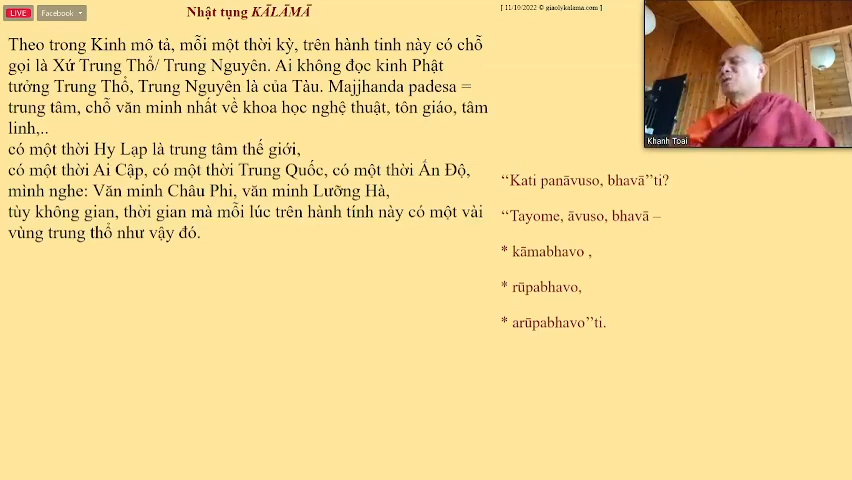 LIVE
Facebook
Nhật tụng KĀLĀMĀ
[ 11/10/2022 © giaolykalama.com ]
Theo trong Kinh mô tả, mỗi một thời kỳ, trên hành tinh này có chỗ
gọi là Xứ Trung Thổ/ Trung Nguyên. Ai không đọc kinh Phật
tưởng Trung Thổ, Trung Nguyên là của Tàu. Majjhanda padesa =
trung tâm, chỗ văn minh nhất về khoa học nghệ thuật, tôn giáo, tâm
linh,..
có một thời Hy Lạp là trung tâm thế giới,
có một thời Ai Cập, có một thời Trung Quốc, có một thời Ấn Độ,
mình nghe: Văn minh Châu Phi, văn minh Lưỡng Hà,
tùy không gian, thời gian mà mỗi lúc trên hành tính này có một vài
vùng trung thổ như vậy đó.
“Kati panāvuso, bhavā”ti?
“Tayome, āvuso, bhavā –
* kāmabhavo ,
* rūpabhavo,
* arūpabhavo”ti.
Khanh Toai